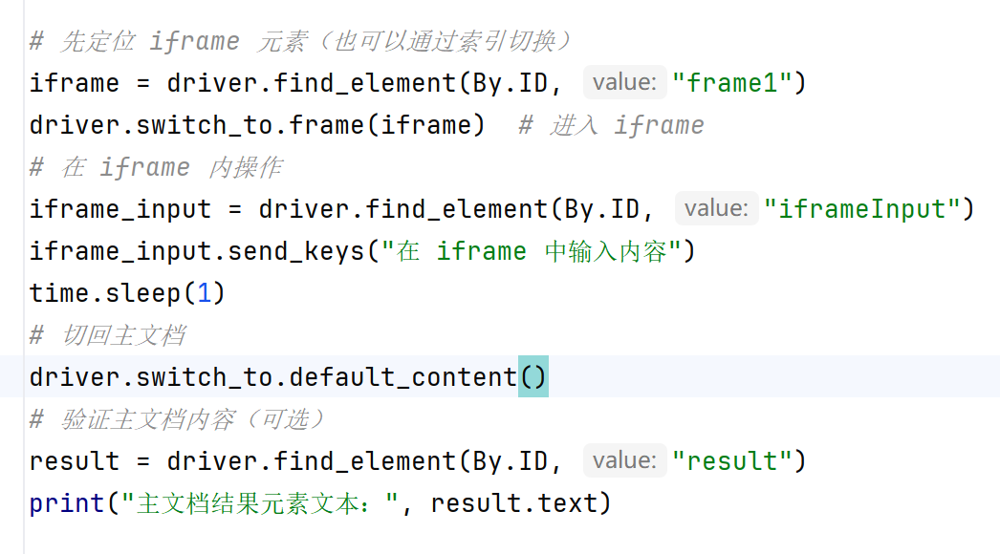 # 先定位 iframe 元素（也可以通过索引切换）
iframe = driver.find_element(By.ID, value: "frame1")
driver.switch_to.frame(iframe)  # 进入 iframe
# 在 iframe 内操作
iframe_input = driver.find_element(By.ID, value: "iframeInput")
iframe_input.send_keys("在 iframe 中输入内容")
time.sleep(1)
# 切回主文档
driver.switch_to.default_content()
# 验证主文档内容（可选）
result = driver.find_element(By.ID, value: "result")
print("主文档结果元素文本：", result.text)